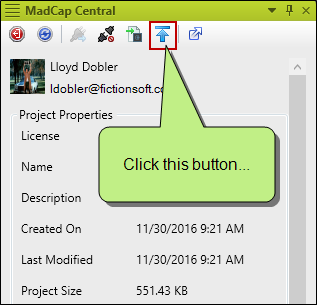 MadCap Central
Lloyd Dobler
ldobler@fictionsoft.co
Project Properties
License
Click this button...
Name
Description
Created On 11/30/2016 9:21 AM
Last Modified 11/30/2016 9:21 AM
Project Size 551.43 KB